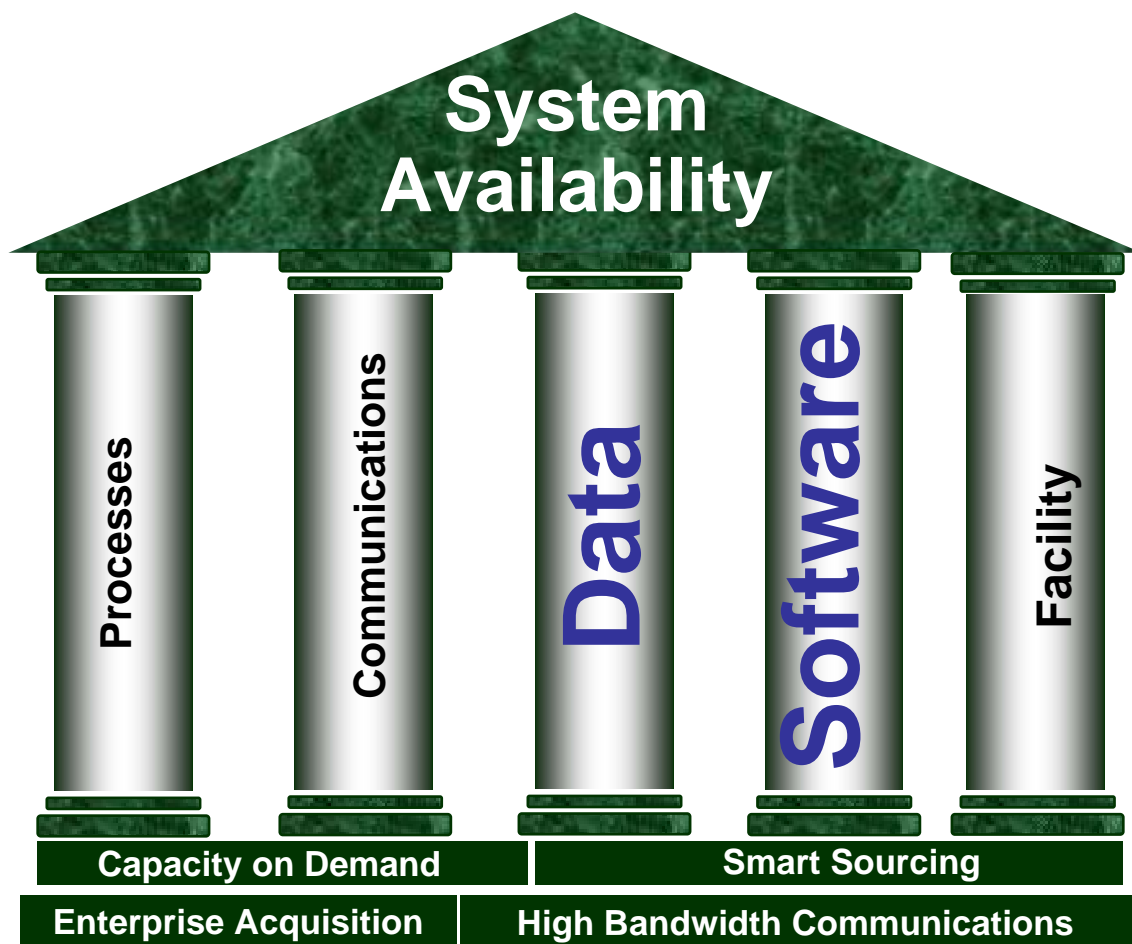 System
Availability
Processes
Communications
Data
Software
Facility
Capacity on Demand
Smart Sourcing
Enterprise Acquisition
High Bandwidth Communications